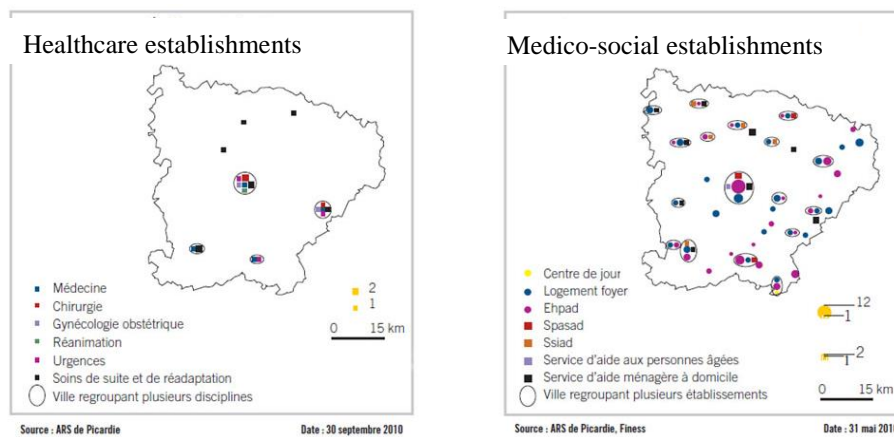 Healthcare establishments
Médecine
Chirurgie
Gynécologie obstétrique
Réanimation
Urgences
Soins de suite et de réadaptation
Ville regroupant plusieurs disciplines
2
1
0 15 km
Source : ARS de Picardie
Date : 30 septembre 2010
Medico-social establishments
Centre de jour
Logement foyer
Ehpad
Spasad
Ssiad
Service d'aide aux personnes âgées
Service d'aide ménagère à domicile
Ville regroupant plusieurs établissements
12
1
2
1
0 15 km
Source : ARS de Picardie, Finess
Date : 31 mai 201